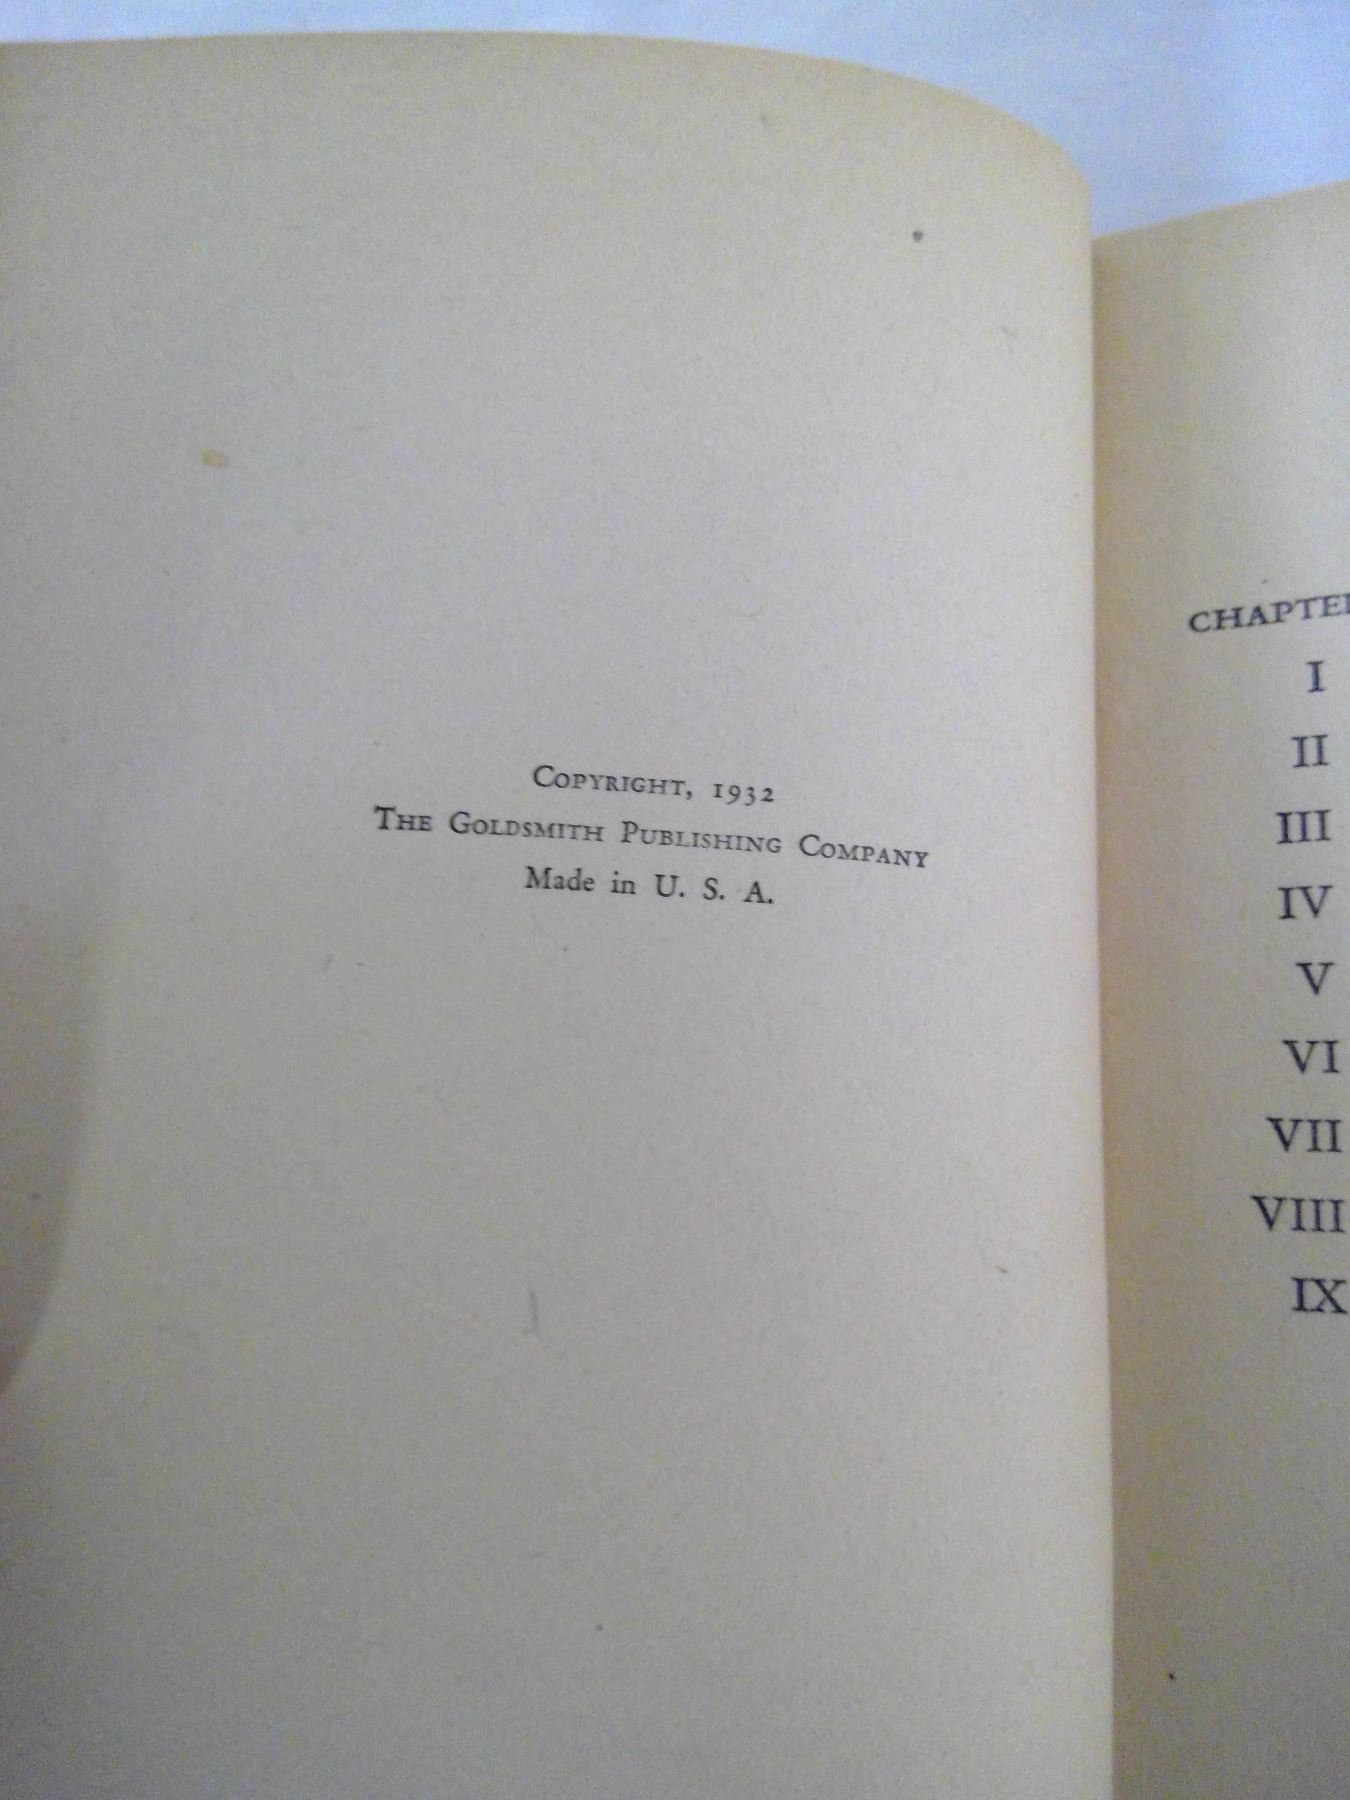 Copyright, 1932
The Goldsmith Publishing Company
Made in U. S. A.
I
II
III
IV
V
VI
VII
VIII
IX